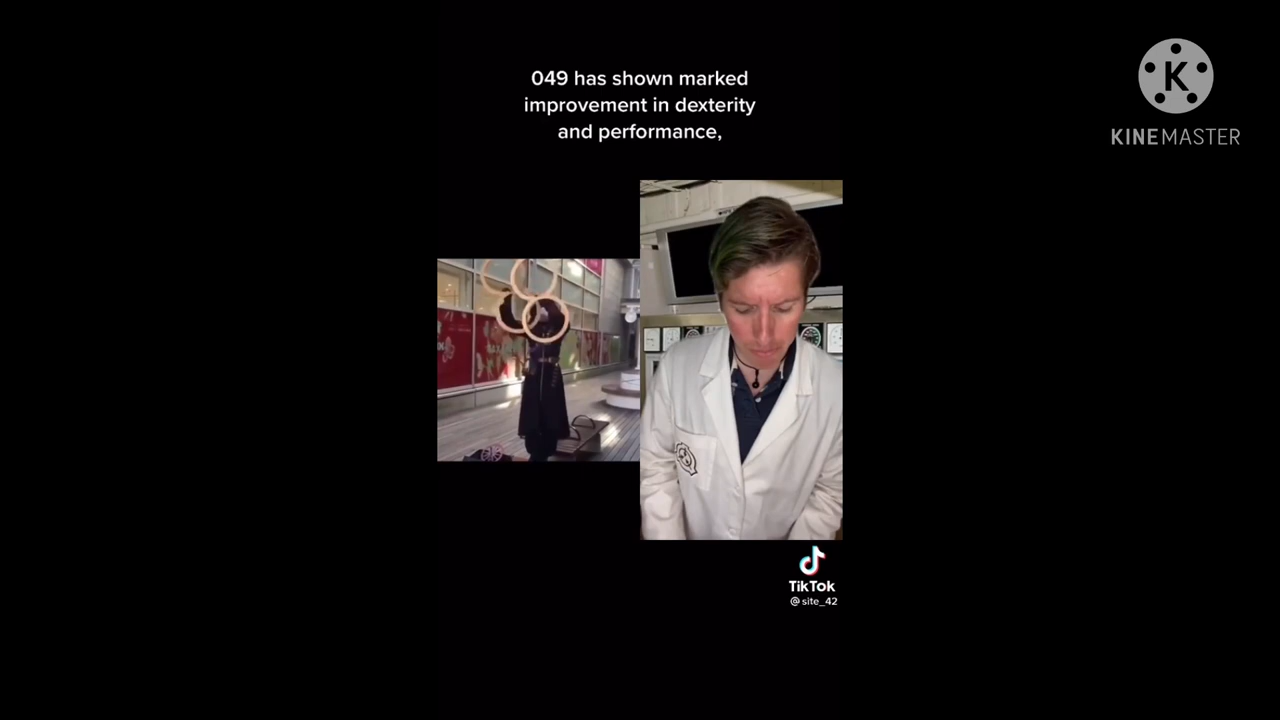 049 has shown marked
improvement in dexterity
and performance,
K
KINEMASTER
TikTok
@site_42